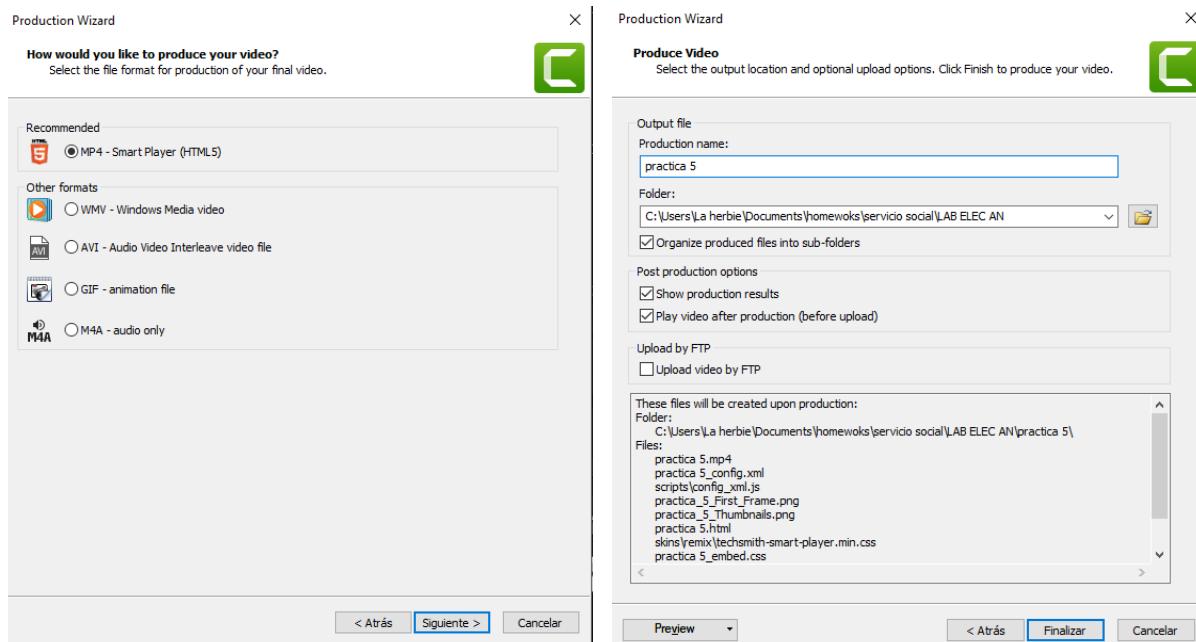 Production Wizard
How would you like to produce your video?
Select the file format for production of your final video.
Recommended
HTML
5
MP4 - Smart Player (HTML5)
Other formats
WMV - Windows Media video
AVI
AVI - Audio Video Interleave video file
GIF - animation file
M4A
M4A - audio only
< Atrás
Siguiente >
Cancelar
Production Wizard
Produce Video
Select the output location and optional upload options. Click Finish to produce your video.
Output file
Production name:
practica 5
Folder:
C:\Users\La herbie\Documents\homewoks\servicio social\LAB ELEC AN
Organize produced files into sub-folders
Post production options
Show production results
Play video after production (before upload)
Upload by FTP
Upload video by FTP
These files will be created upon production:
Folder:
C:\Users\La herbie\Documents\homewoks\servicio social\LAB ELEC AN\practica 5\
Files:
practica 5.mp4
practica 5_config.xml
scripts\config_xml.js
practica_5_First_Frame.png
practica_5_Thumbnails.png
practica 5.html
skins\remix\techsmith-smart-player.min.css
practica 5_embed.css
Preview
< Atrás
Finalizar
Cancelar